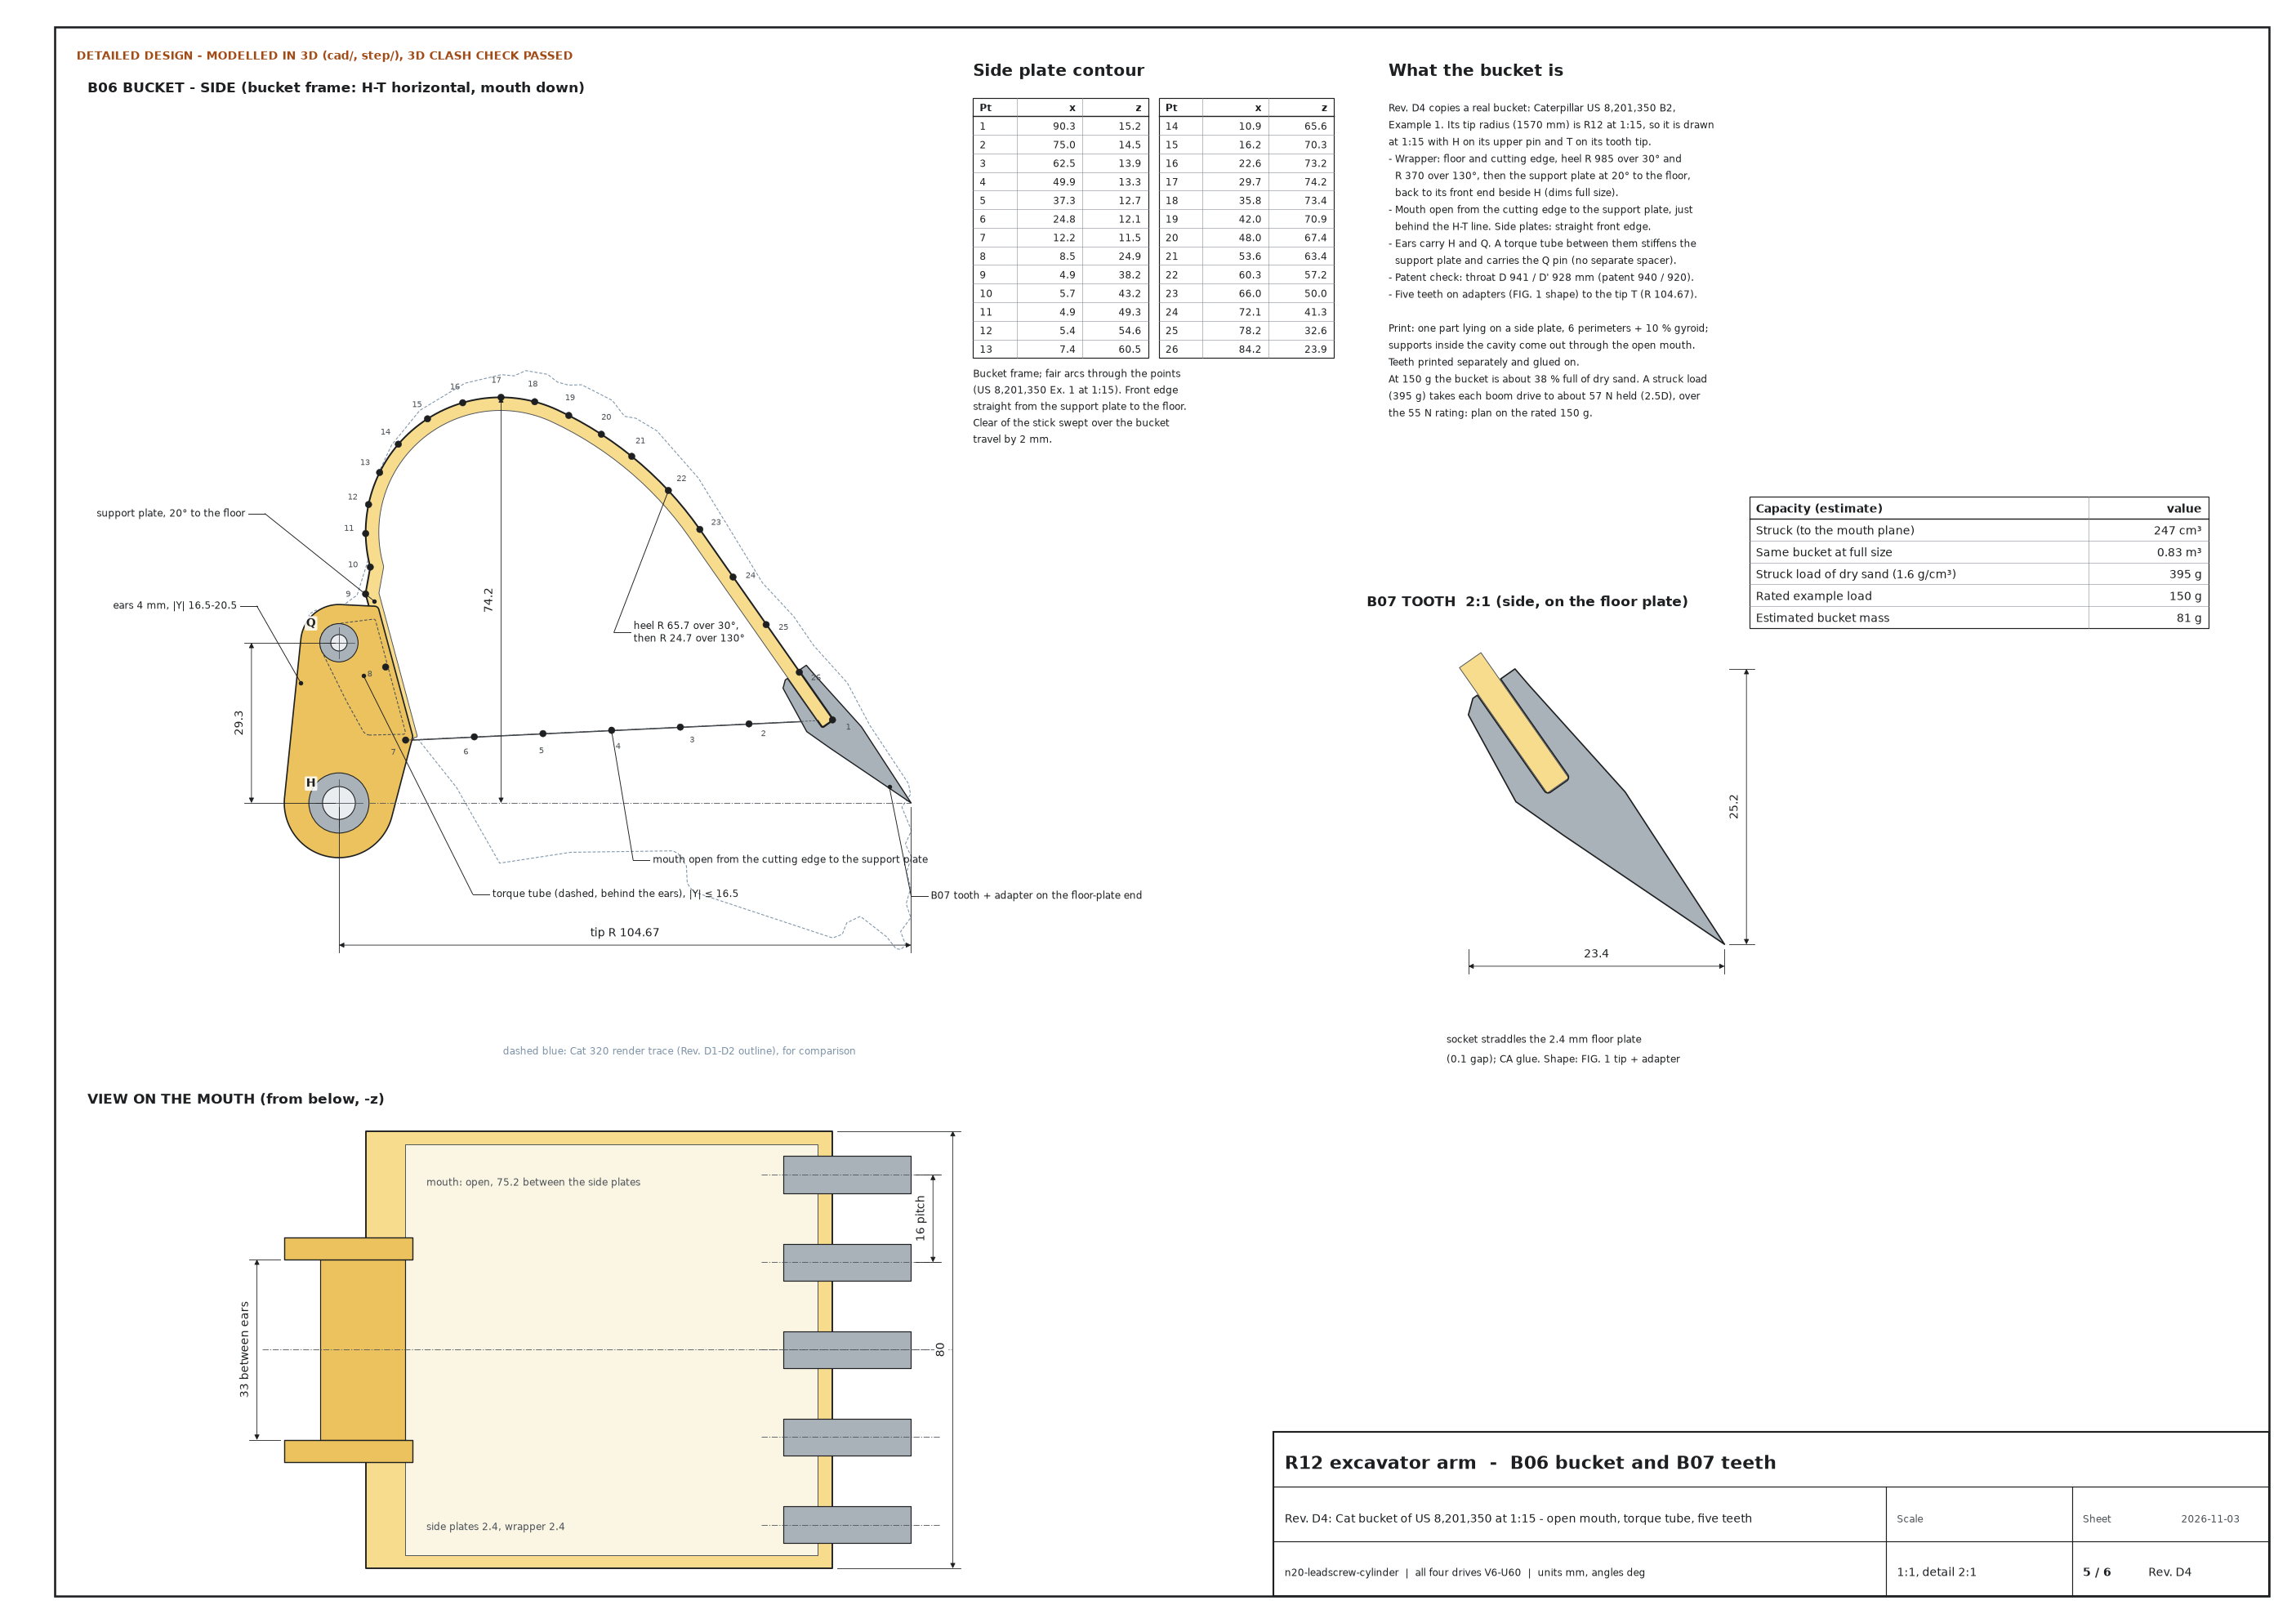 DETAILED DESIGN - MODELLED IN 3D (cad/, step/), 3D CLASH CHECK PASSED
B06 BUCKET - SIDE (bucket frame: H-T horizontal, mouth down)
16
17
18
19
15
20
14
21
13
22
12
23
support plate, 20° to the floor
11
10
24
9
ears 4 mm, |Y| 16.5-20.5
Q
74.2
heel R 65.7 over 30°,
then R 24.7 over 130°
25
8
26
29.3
1
2
3
4
5
6
7
H
mouth open from the cutting edge to the support plate
torque tube (dashed, behind the ears), |Y| ≤ 16.5
B07 tooth + adapter on the floor-plate end
tip R 104.67
dashed blue: Cat 320 render trace (Rev. D1-D2 outline), for comparison
Side plate contour
Pt x z Pt x z
1 90.3 15.2 14 10.9 65.6
2 75.0 14.5 15 16.2 70.3
3 62.5 13.9 16 22.6 73.2
4 49.9 13.3 17 29.7 74.2
5 37.3 12.7 18 35.8 73.4
6 24.8 12.1 19 42.0 70.9
7 12.2 11.5 20 48.0 67.4
8 8.5 24.9 21 53.6 63.4
9 4.9 38.2 22 60.3 57.2
10 5.7 43.2 23 66.0 50.0
11 4.9 49.3 24 72.1 41.3
12 5.4 54.6 25 78.2 32.6
13 7.4 60.5 26 84.2 23.9
Bucket frame; fair arcs through the points
(US 8,201,350 Ex. 1 at 1:15). Front edge
straight from the support plate to the floor.
Clear of the stick swept over the bucket
travel by 2 mm.
What the bucket is
Rev. D4 copies a real bucket: Caterpillar US 8,201,350 B2,
Example 1. Its tip radius (1570 mm) is R12 at 1:15, so it is drawn
at 1:15 with H on its upper pin and T on its tooth tip.
- Wrapper: floor and cutting edge, heel R 985 over 30° and
R 370 over 130°, then the support plate at 20° to the floor,
back to its front end beside H (dims full size).
- Mouth open from the cutting edge to the support plate, just
behind the H-T line. Side plates: straight front edge.
- Ears carry H and Q. A torque tube between them stiffens the
support plate and carries the Q pin (no separate spacer).
- Patent check: throat D 941 / D' 928 mm (patent 940 / 920).
- Five teeth on adapters (FIG. 1 shape) to the tip T (R 104.67).
Print: one part lying on a side plate, 6 perimeters + 10 % gyroid;
supports inside the cavity come out through the open mouth.
Teeth printed separately and glued on.
At 150 g the bucket is about 38 % full of dry sand. A struck load
(395 g) takes each boom drive to about 57 N held (2.5D), over
the 55 N rating: plan on the rated 150 g.
Capacity (estimate) value
Struck (to the mouth plane) 247 cm³
Same bucket at full size 0.83 m³
Struck load of dry sand (1.6 g/cm³) 395 g
Rated example load 150 g
Estimated bucket mass 81 g
B07 TOOTH 2:1 (side, on the floor plate)
25.2
23.4
socket straddles the 2.4 mm floor plate
(0.1 gap); CA glue. Shape: FIG. 1 tip + adapter
VIEW ON THE MOUTH (from below, -z)
mouth: open, 75.2 between the side plates
16 pitch
33 between ears
80
side plates 2.4, wrapper 2.4
R12 excavator arm - B06 bucket and B07 teeth
Rev. D4: Cat bucket of US 8,201,350 at 1:15 - open mouth, torque tube, five teeth
Scale
Sheet
2026-11-03
n20-leadscrew-cylinder | all four drives V6-U60 | units mm, angles deg
1:1, detail 2:1
5 / 6
Rev. D4